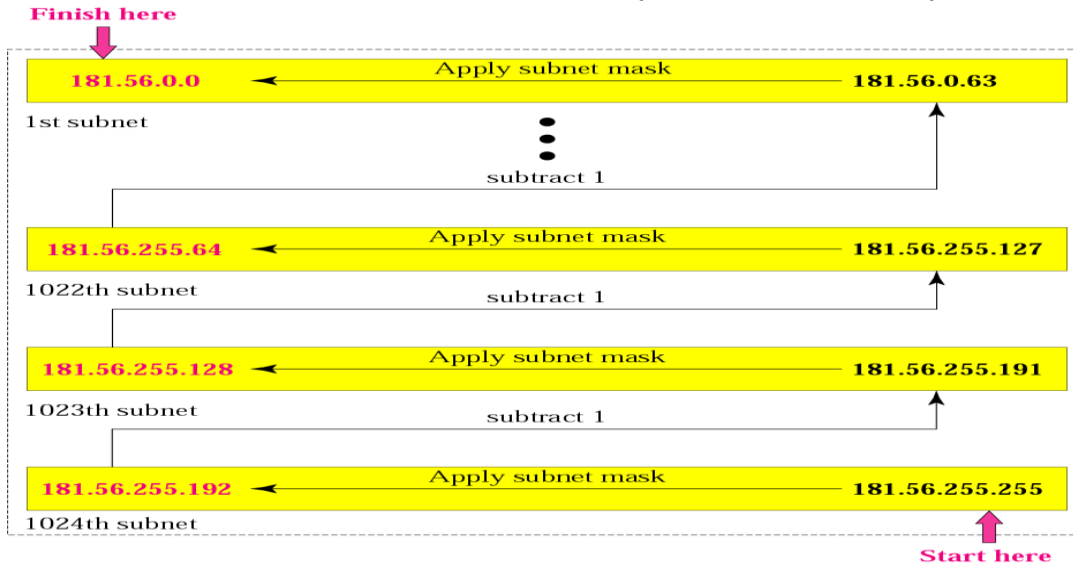 Finish here
181.56.0.0 Apply subnet mask 181.56.0.63
1st subnet
subtract 1
181.56.255.64 Apply subnet mask 181.56.255.127
1022th subnet
subtract 1
181.56.255.128 Apply subnet mask 181.56.255.191
1023th subnet
subtract 1
181.56.255.192 Apply subnet mask 181.56.255.255
1024th subnet
Start here